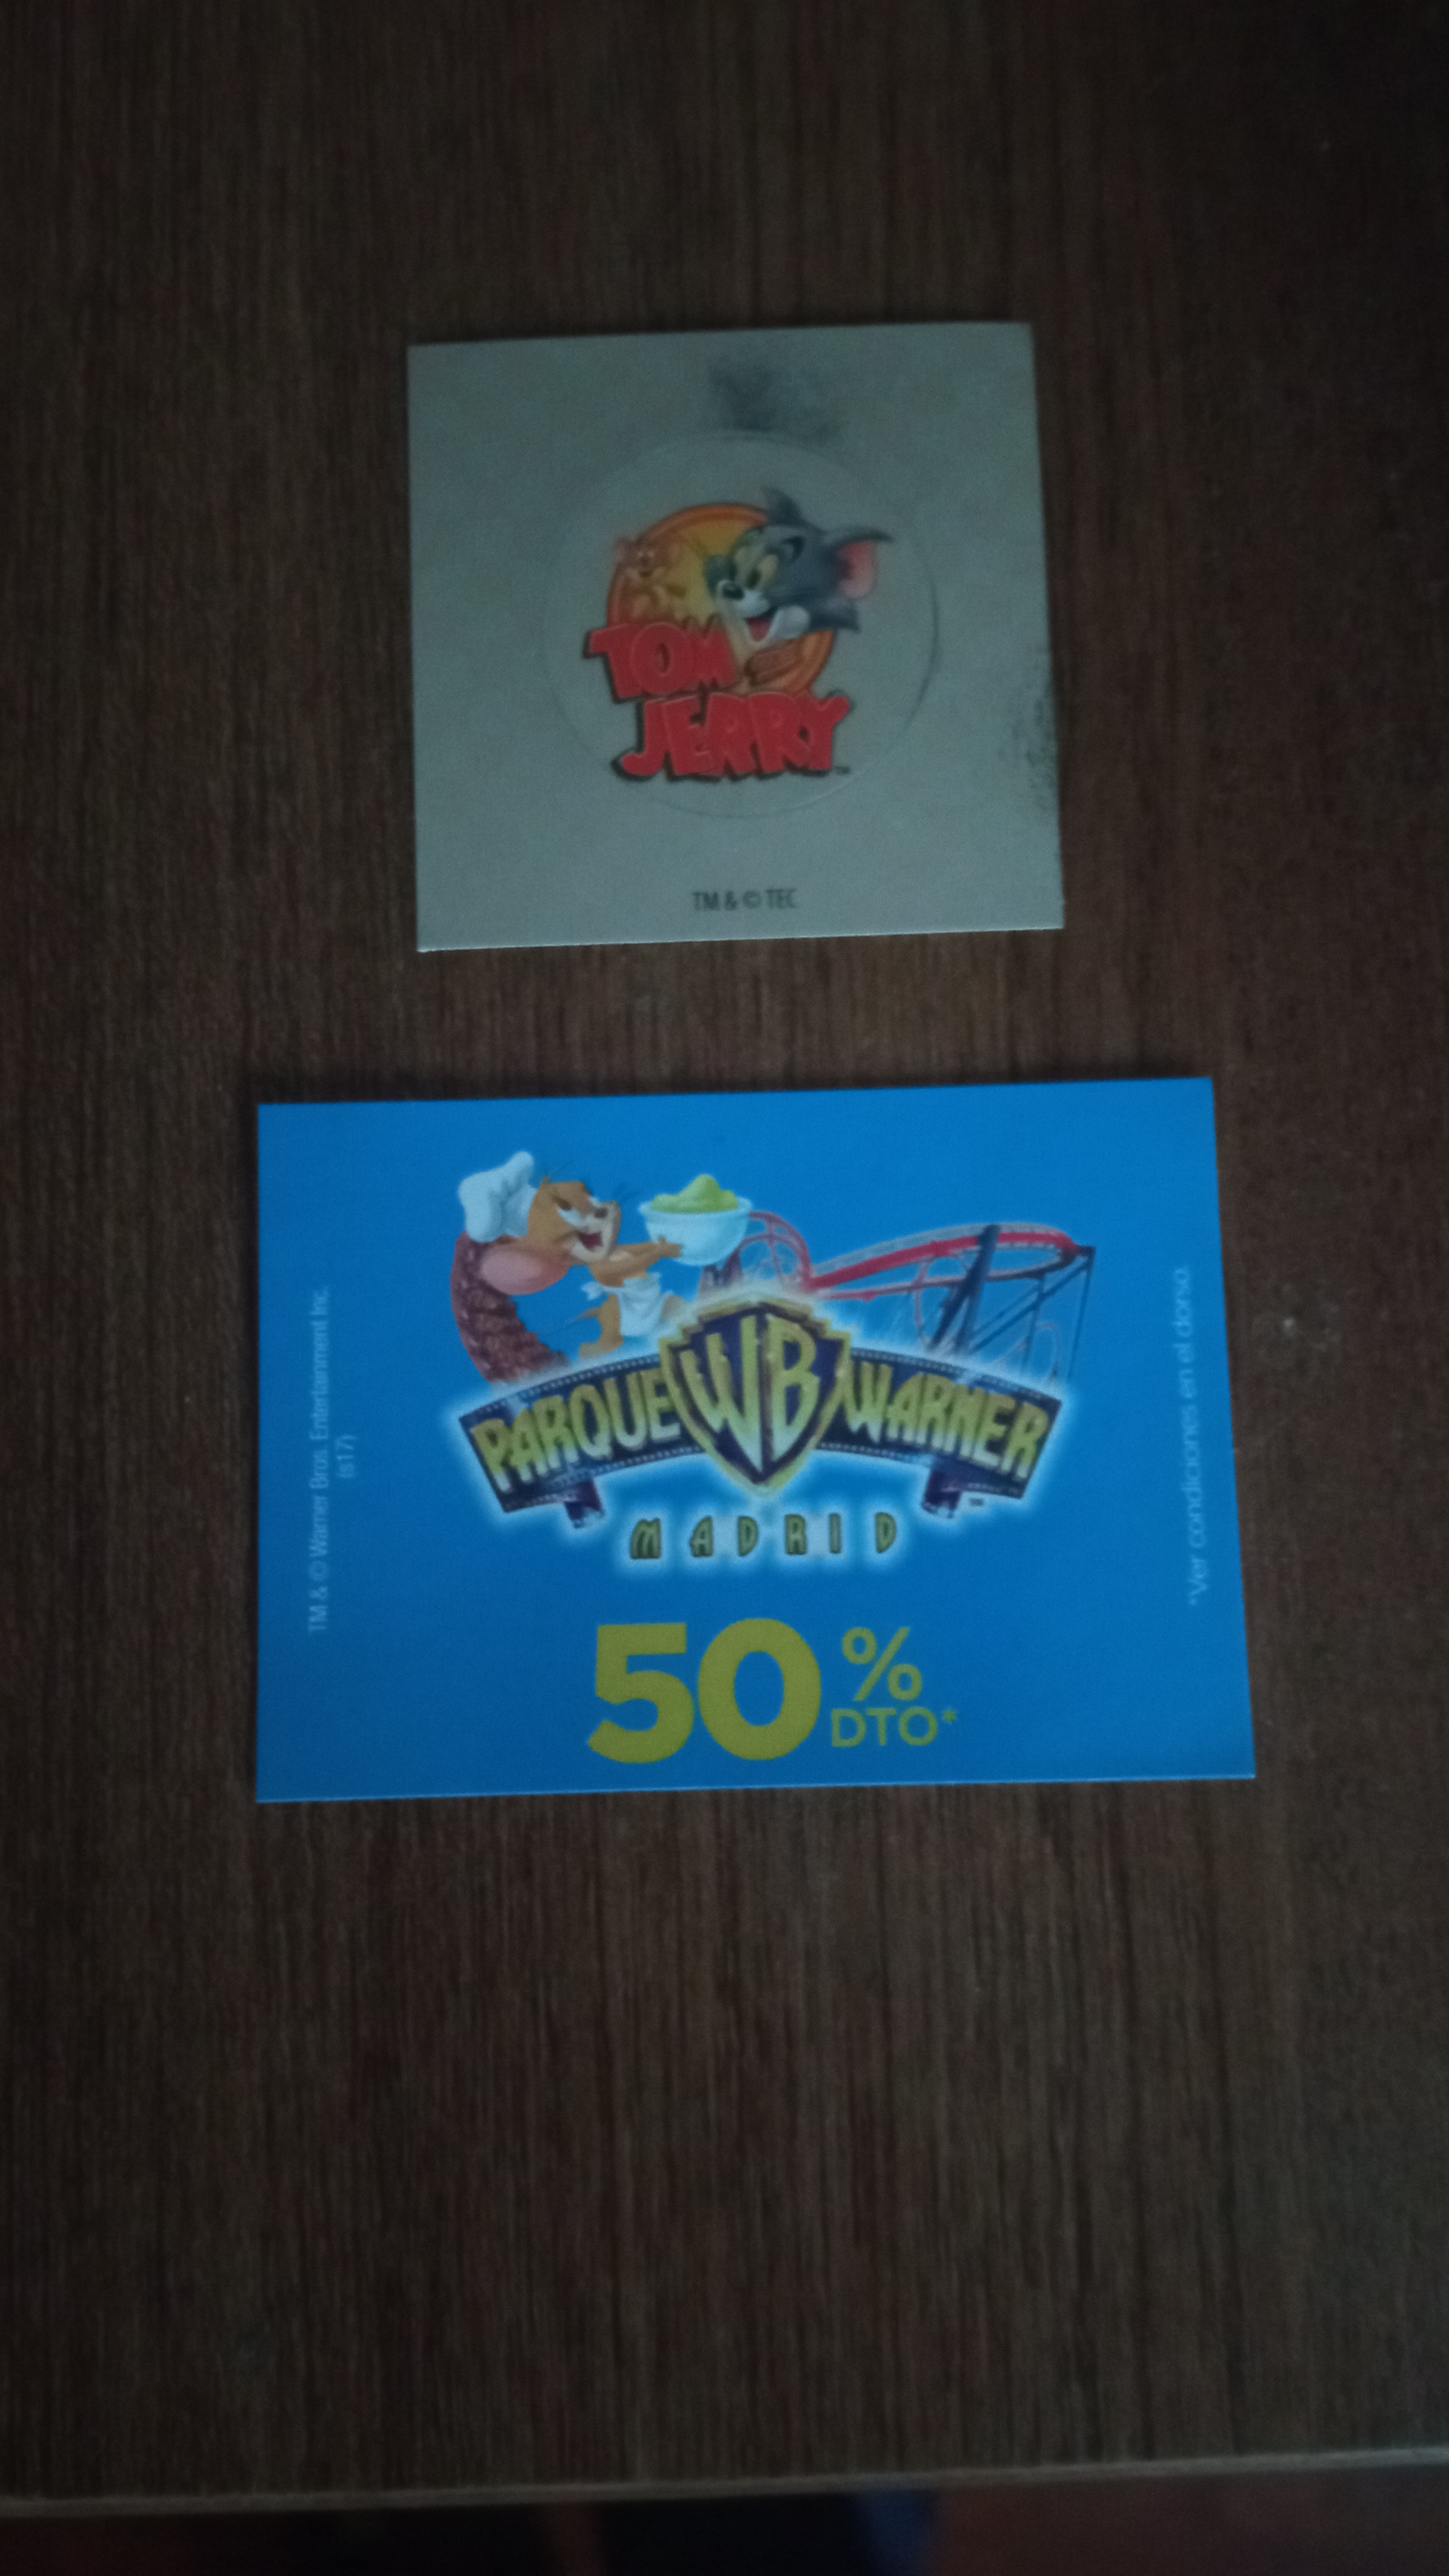 TOM
JERRY™
TM & © TEC
TM & © Warner Bros. Entertainment Inc.
(s17)
PARQUE WB WARNER
MADRID
50%
DTO*
*Ver condiciones en el dorso.